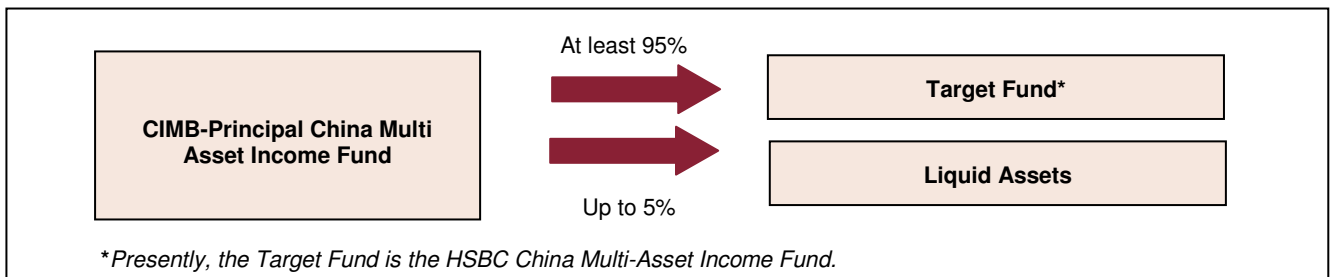 At least 95%
CIMB-Principal China Multi
Asset Income Fund
Target Fund*
Liquid Assets
Up to 5%
*Presently, the Target Fund is the HSBC China Multi-Asset Income Fund.